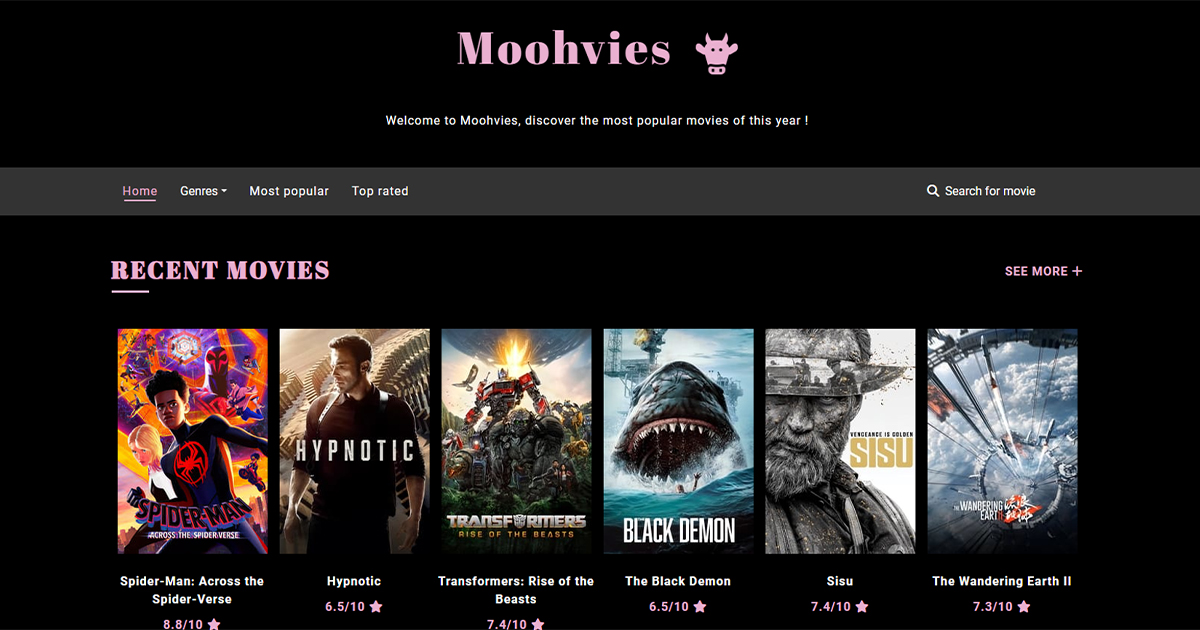 Moohvies
Welcome to Moohvies, discover the most popular movies of this year !
Home Genres Most popular Top rated Search for movie
RECENT MOVIES SEE MORE +
SPIDER-MAN
ACROSS THE SPIDER-VERSE
HYPNOTIC
TRANSFORMERS
RISE OF THE BEASTS
BLACK DEMON
VENGEANCE IS GOLDEN
SISU
THE WANDERING
EARTH II
Spider-Man: Across the
Spider-Verse
8.8/10
Hypnotic
6.5/10
Transformers: Rise of the
Beasts
7.4/10
The Black Demon
6.5/10
Sisu
7.4/10
The Wandering Earth II
7.3/10